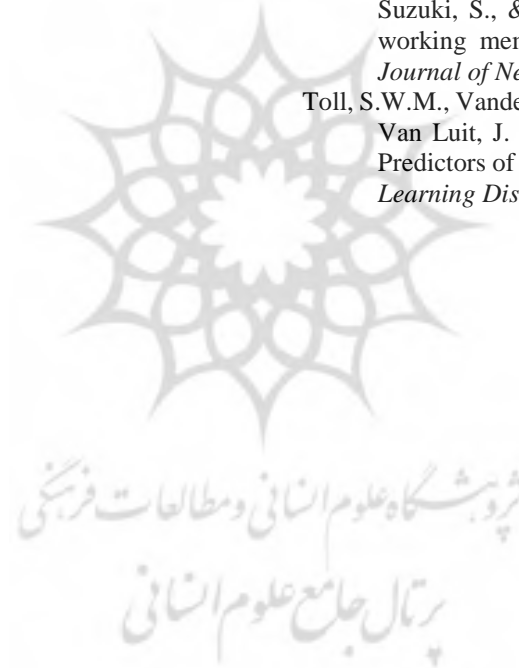 Suzuki, S., &
working mer
Journal of Ne
Toll, S.W.M., Vande
Van Luit, J.
Predictors of
Learning Dis
پژوهشگاه علوم انسانی و مطالعات فرهنگی
پرتال جامع علوم انسانی